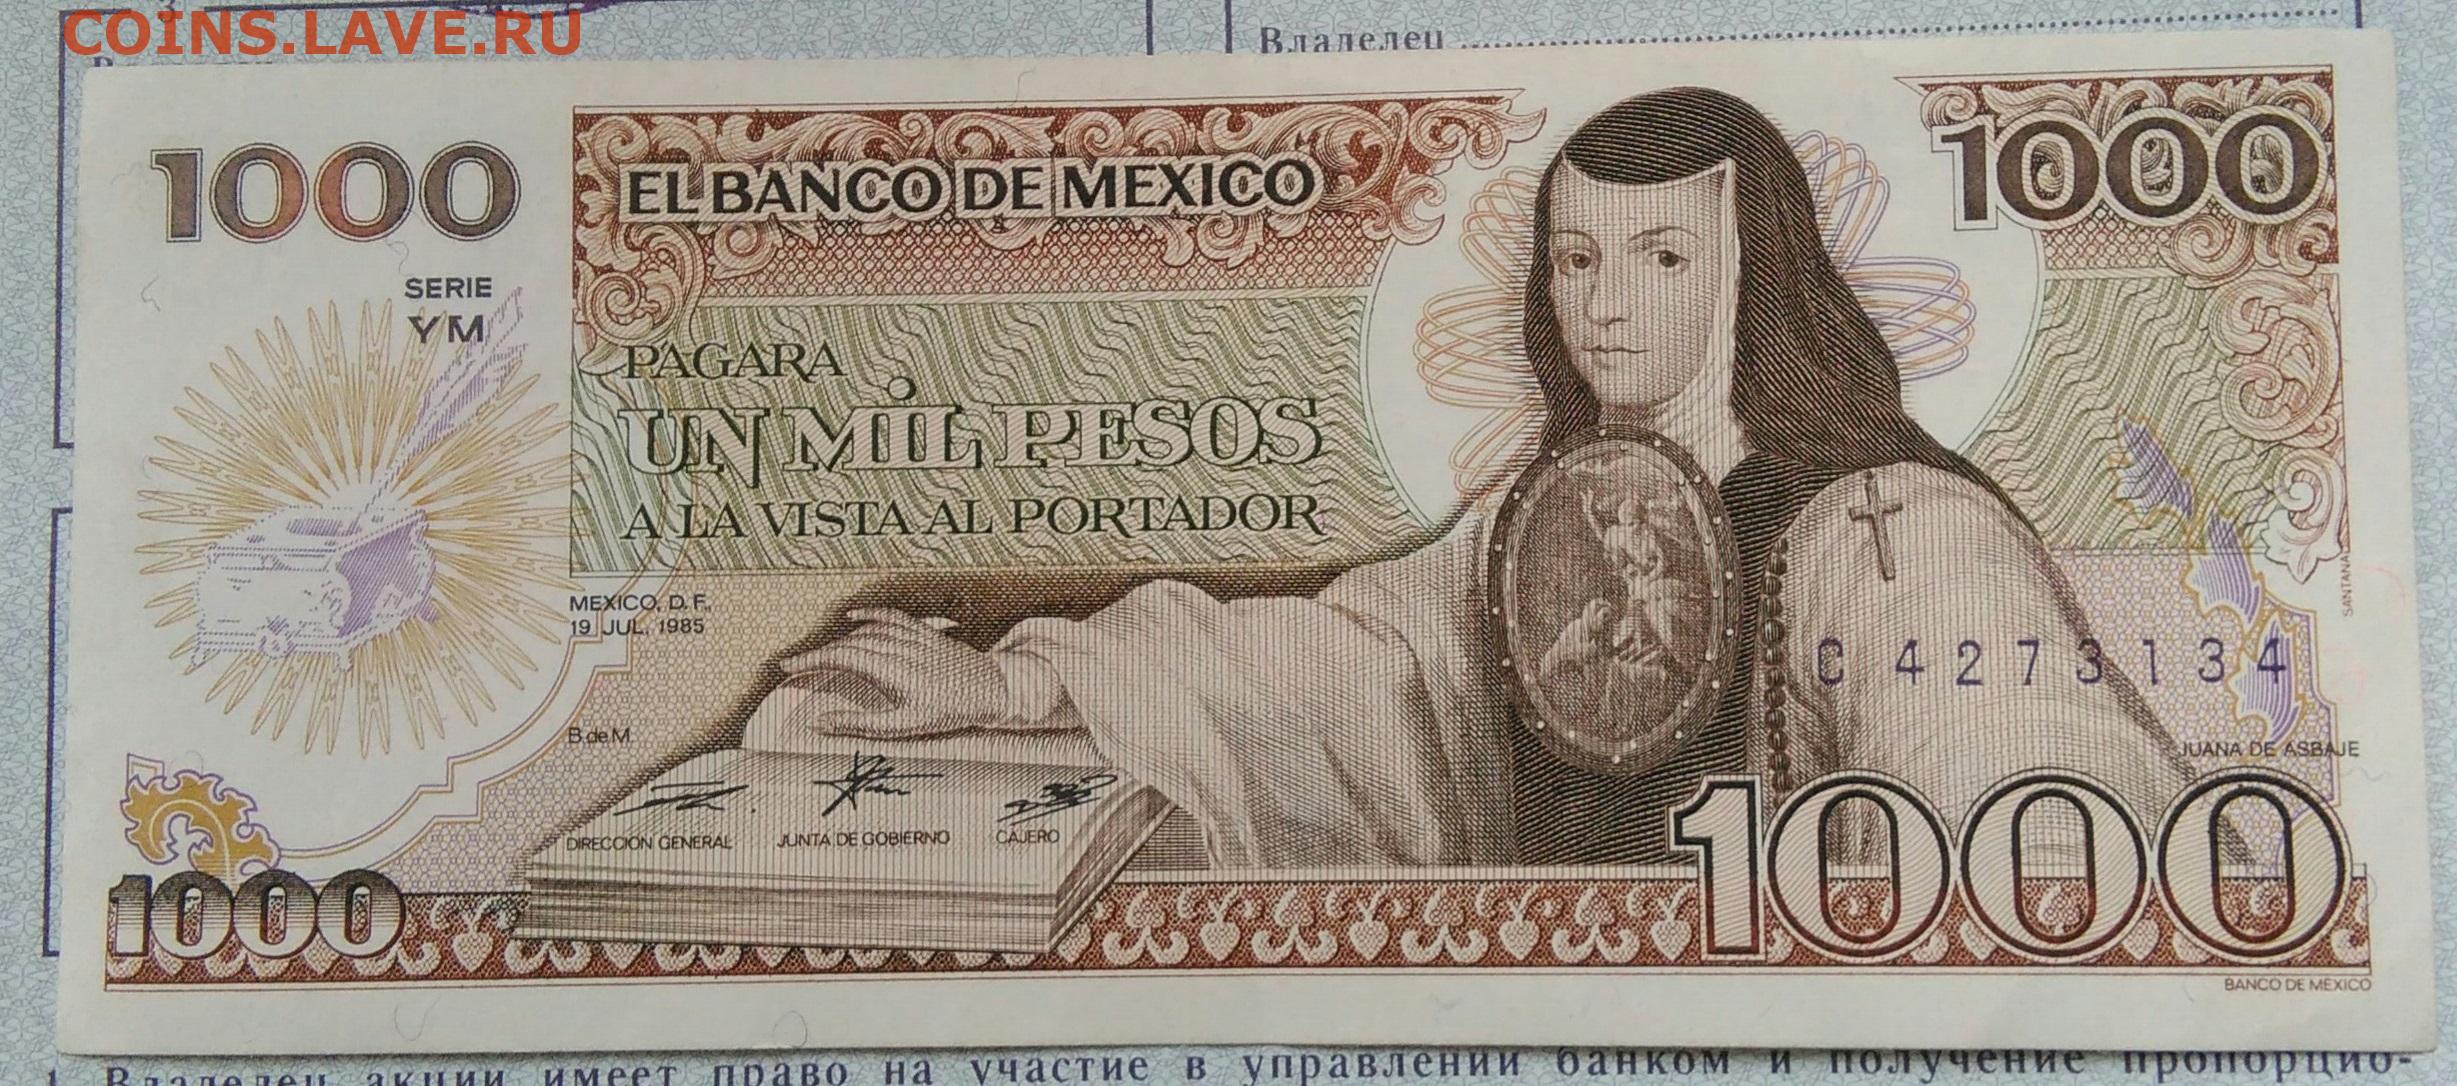 COINS.LAVE.RU
Владелец
1000
EL BANCO DE MEXICO
1000
SERIE
YM
PAGARA
UN MIL PESOS
A LA VISTA AL PORTADOR
MEXICO, D. F.,
19 JUL. 1985
SANTANA
C 4273134
B. de M.
JUANA DE ASBAJE
DIRECCION GENERAL
JUNTA DE GOBIERNO
CAJERO
1000
1000
BANCO DE MEXICO
1 Владелец акции имеет право на участие в управлении банком и получение пропорцио-